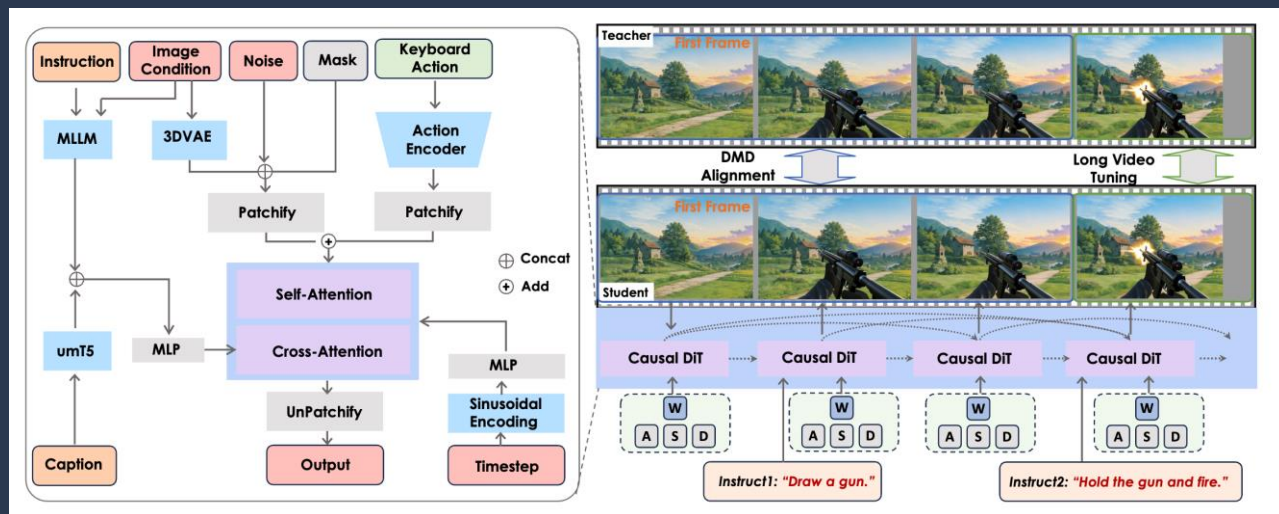 Instruction
Image
Condition
Noise
Mask
Keyboard
Action
MLLM
3DVAE
Action
Encoder
Patchify
Patchify
Concat
Add
Self-Attention
Cross-Attention
umT5
MLP
MLP
UnPatchify
Sinusoidal
Encoding
Caption
Output
Timestep
Teacher
First Frame
DMD
Alignment
Long Video
Tuning
First Frame
Student
Causal DiT
Causal DiT
Causal DiT
Causal DiT
W
W
W
W
A S D
A S D
A S D
A S D
Instruct1: “Draw a gun.”
Instruct2: “Hold the gun and fire.”